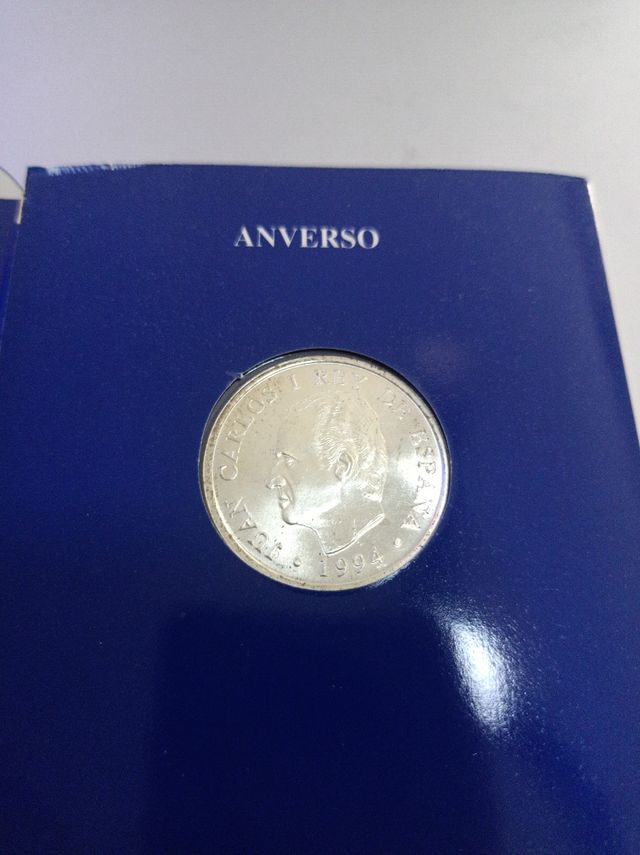 ANVERSO
JUAN CARLOS I REY DE ESPAÑA
• 1994 •